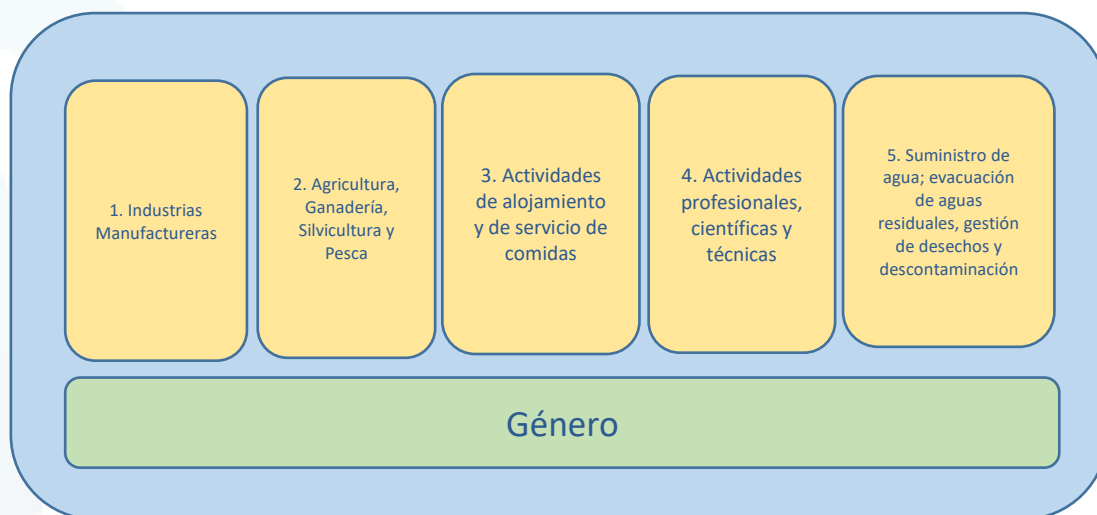 1. Industrias
Manufactureras
2. Agricultura,
Ganadería,
Silvicultura y
Pesca
3. Actividades
de alojamiento
y de servicio de
comidas
4. Actividades
profesionales,
científicas y
técnicas
5. Suministro de
agua; evacuación
de aguas
residuales, gestión
de desechos y
descontaminación
Género